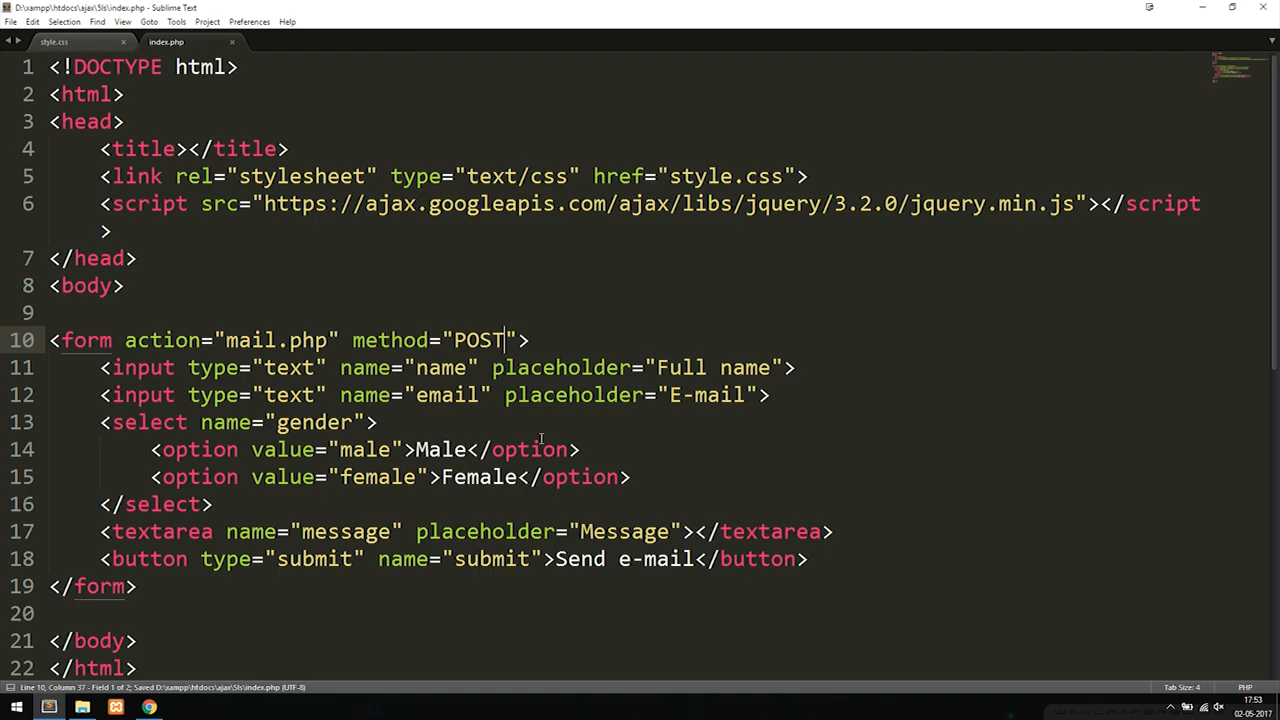 D:\xampp\htdocs\ajax\5ls\index.php - Sublime Text
File Edit Selection Find View Goto Tools Project Preferences Help
style.css × index.php ×
1 <!DOCTYPE html>
2 <html>
3 <head>
4 <title></title>
5 <link rel="stylesheet" type="text/css" href="style.css">
6 <script src="https://ajax.googleapis.com/ajax/libs/jquery/3.2.0/jquery.min.js"></script
>
7 </head>
8 <body>
9
10 <form action="mail.php" method="POST">
11 <input type="text" name="name" placeholder="Full name">
12 <input type="text" name="email" placeholder="E-mail">
13 <select name="gender">
14 <option value="male">Male</option>
15 <option value="female">Female</option>
16 </select>
17 <textarea name="message" placeholder="Message"></textarea>
18 <button type="submit" name="submit">Send e-mail</button>
19 </form>
20
21 </body>
22 </html>
Line 10, Column 37 - Field 1 of 2; Saved D:\xampp\htdocs\ajax\5ls\index.php (UTF-8) Tab Size: 4 PHP
17:53
02-05-2017